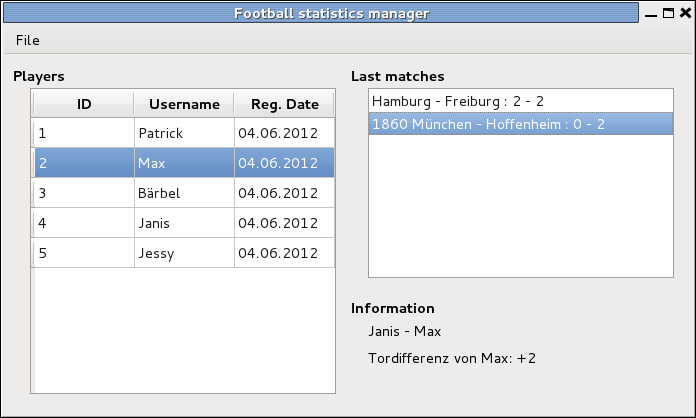 Football statistics manager
File
Players
ID Username Reg. Date
1 Patrick 04.06.2012
2 Max 04.06.2012
3 Bärbel 04.06.2012
4 Janis 04.06.2012
5 Jessy 04.06.2012
Last matches
Hamburg - Freiburg : 2 - 2
1860 München - Hoffenheim : 0 - 2
Information
Janis - Max
Tordifferenz von Max: +2